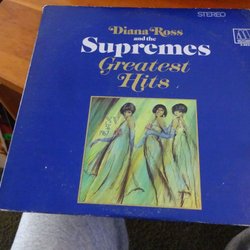 STEREO
Diana Ross
and the
Supremes
Greatest
Hits